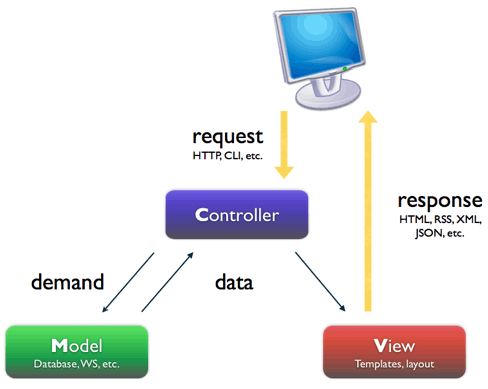 request
HTTP, CLI, etc.
response
HTML, RSS, XML,
JSON, etc.
Controller
demand
data
Model
Database, WS, etc.
View
Templates, layout